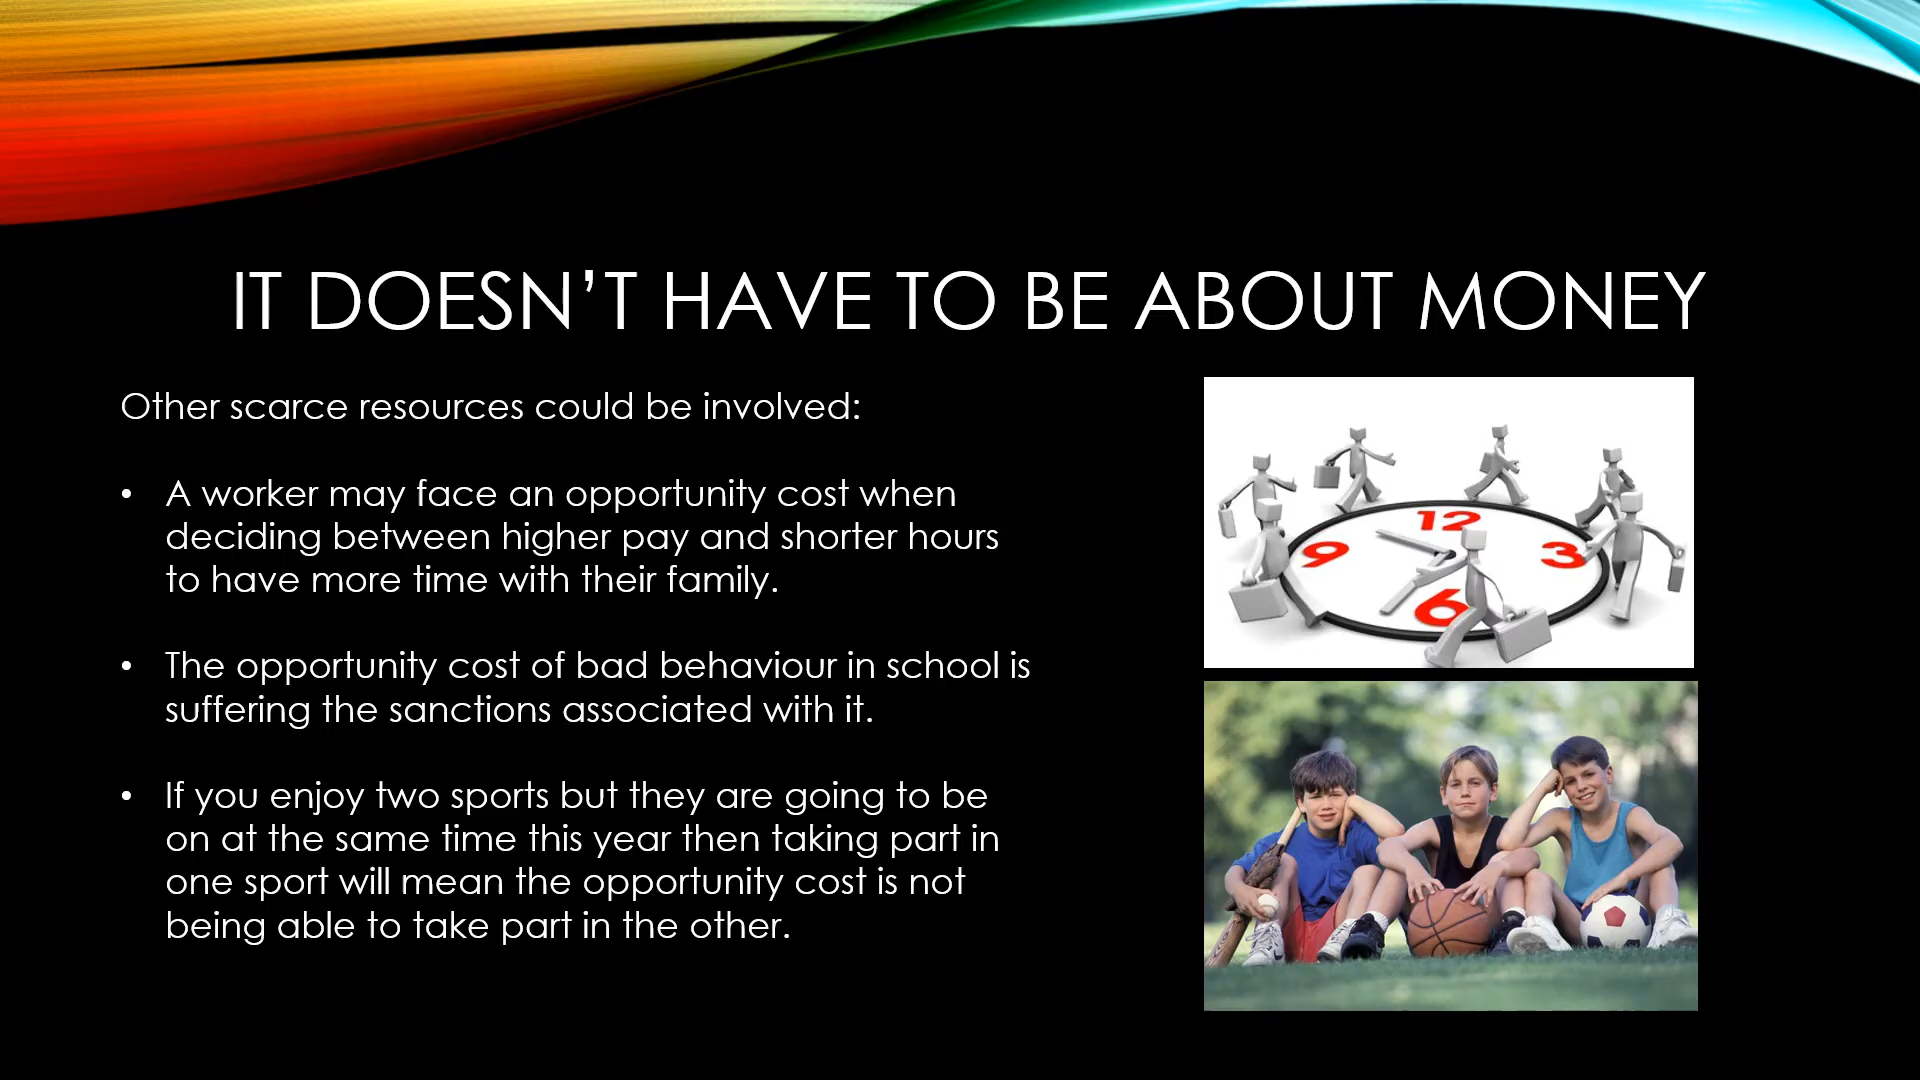 IT DOESN’T HAVE TO BE ABOUT MONEY
Other scarce resources could be involved:
• A worker may face an opportunity cost when
deciding between higher pay and shorter hours
to have more time with their family.
• The opportunity cost of bad behaviour in school is
suffering the sanctions associated with it.
• If you enjoy two sports but they are going to be
on at the same time this year then taking part in
one sport will mean the opportunity cost is not
being able to take part in the other.
12
9
3
6